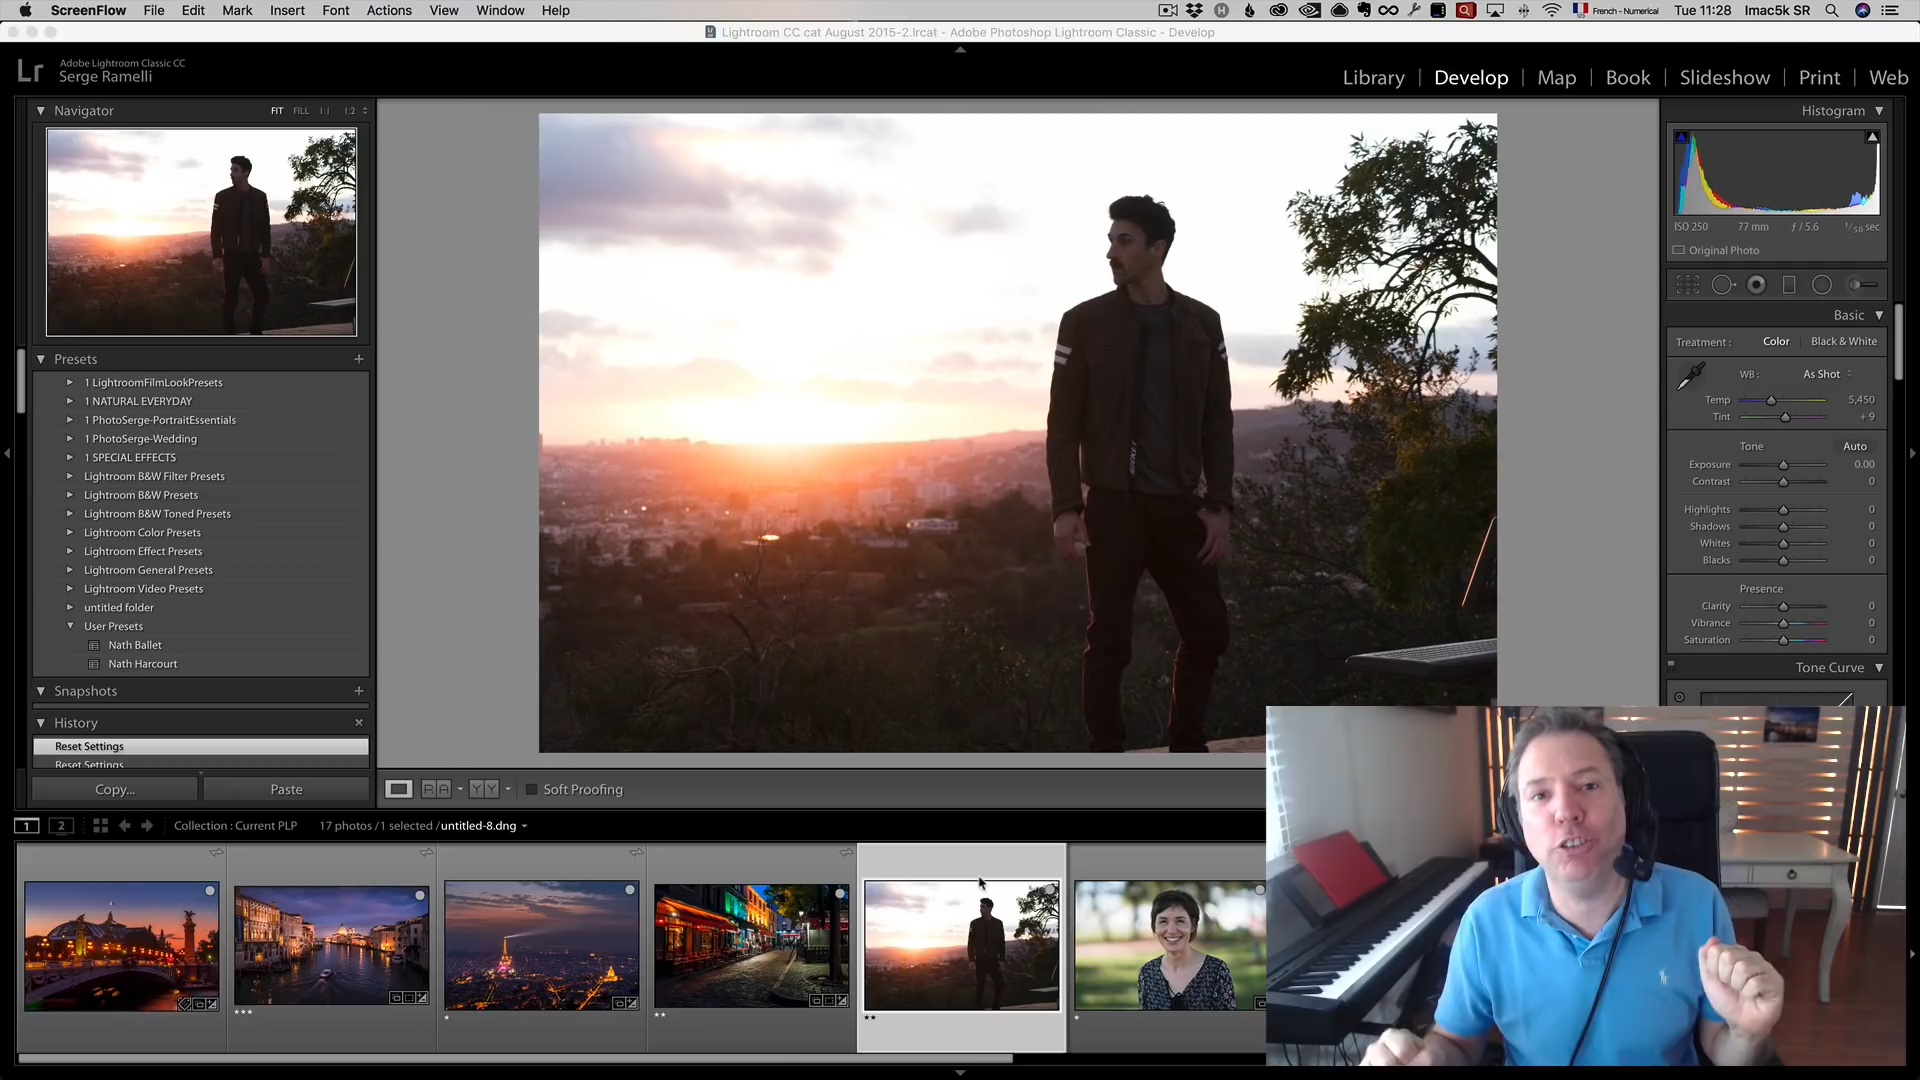 ScreenFlow File Edit Mark Insert Font Actions View Window Help
French - Numerical Tue 11:28 Imac5k SR
Lightroom CC cat August 2015-2.lrcat - Adobe Photoshop Lightroom Classic - Develop
Lr
Adobe Lightroom Classic CC
Serge Ramelli
Library | Develop | Map | Book | Slideshow | Print | Web
Navigator FIT FILL 1:1 1:2
Presets +
1 LightroomFilmLookPresets
1 NATURAL EVERYDAY
1 PhotoSerge-PortraitEssentials
1 PhotoSerge-Wedding
1 SPECIAL EFFECTS
Lightroom B&W Filter Presets
Lightroom B&W Presets
Lightroom B&W Toned Presets
Lightroom Color Presets
Lightroom Effect Presets
Lightroom General Presets
Lightroom Video Presets
untitled folder
User Presets
Nath Ballet
Nath Harcourt
Snapshots +
History ×
Reset Settings
Reset Settings
Copy... Paste
Soft Proofing
Histogram
ISO 250 77 mm ƒ / 5.6 1/50 sec
Original Photo
Basic
Treatment : Color Black & White
WB : As Shot
Temp 5,450
Tint + 9
Tone Auto
Exposure 0.00
Contrast 0
Highlights 0
Shadows 0
Whites 0
Blacks 0
Presence
Clarity 0
Vibrance 0
Saturation 0
Tone Curve
1 2 Collection : Current PLP 17 photos /1 selected /untitled-8.dng